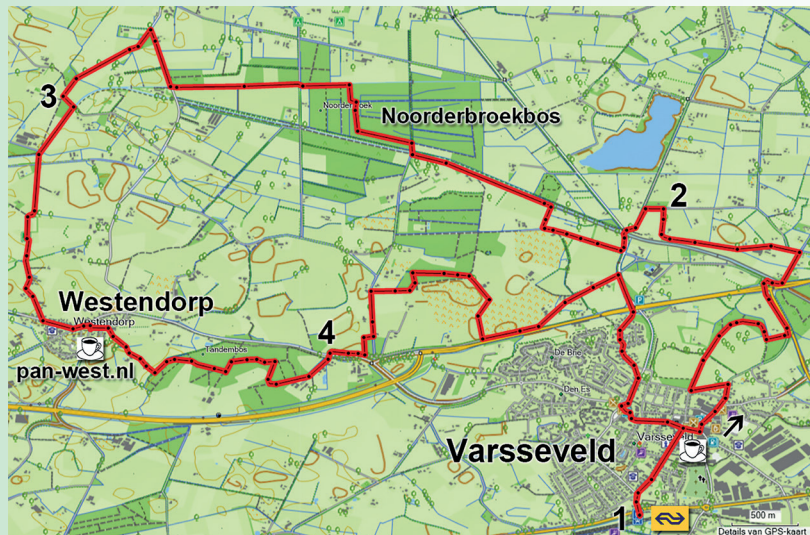 3
Noorderbroek
Noorderbroekbos
2
Westendorp
Westendorp
4
Tandembos
pan-west.nl
De Brie
Den Es
Varsseveld
Varsseveld
1
500 m
Details van GPS-kaart